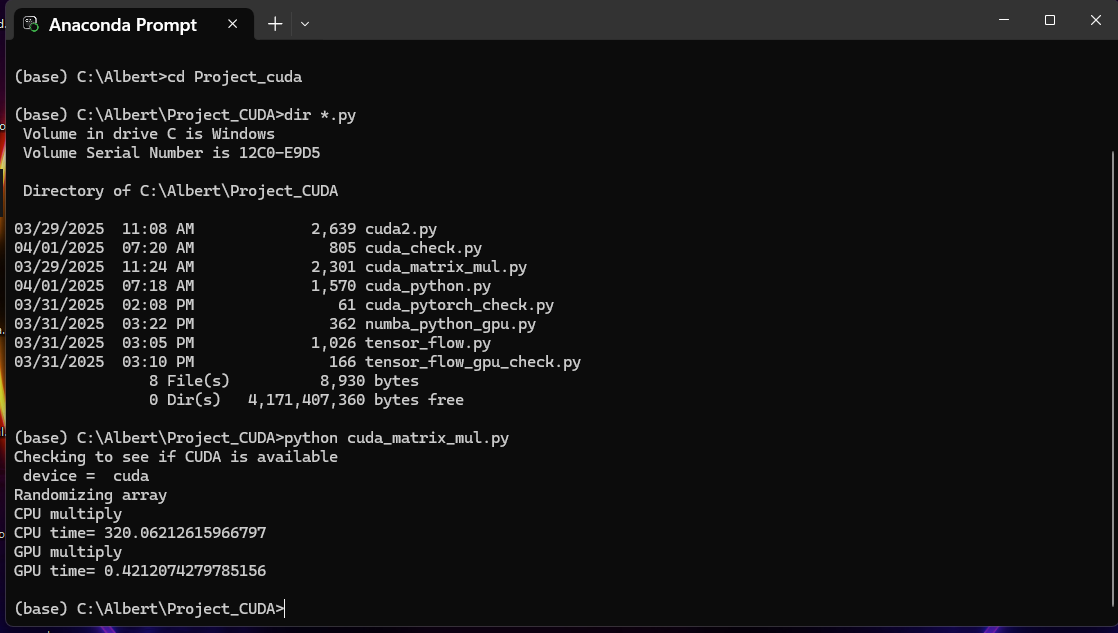 Anaconda Prompt
(base) C:\Albert>cd Project_cuda
(base) C:\Albert\Project_CUDA>dir *.py
Volume in drive C is Windows
Volume Serial Number is 12C0-E9D5
Directory of C:\Albert\Project_CUDA
03/29/2025  11:08 AM             2,639 cuda2.py
04/01/2025  07:20 AM               805 cuda_check.py
03/29/2025  11:24 AM             2,301 cuda_matrix_mul.py
04/01/2025  07:18 AM             1,570 cuda_python.py
03/31/2025  02:08 PM                61 cuda_pytorch_check.py
03/31/2025  03:22 PM               362 numba_python_gpu.py
03/31/2025  03:05 PM             1,026 tensor_flow.py
03/31/2025  03:10 PM               166 tensor_flow_gpu_check.py
8 File(s)          8,930 bytes
0 Dir(s)   4,171,407,360 bytes free
(base) C:\Albert\Project_CUDA>python cuda_matrix_mul.py
Checking to see if CUDA is available
device =  cuda
Randomizing array
CPU multiply
CPU time= 320.06212615966797
GPU multiply
GPU time= 0.4212074279785156
(base) C:\Albert\Project_CUDA>